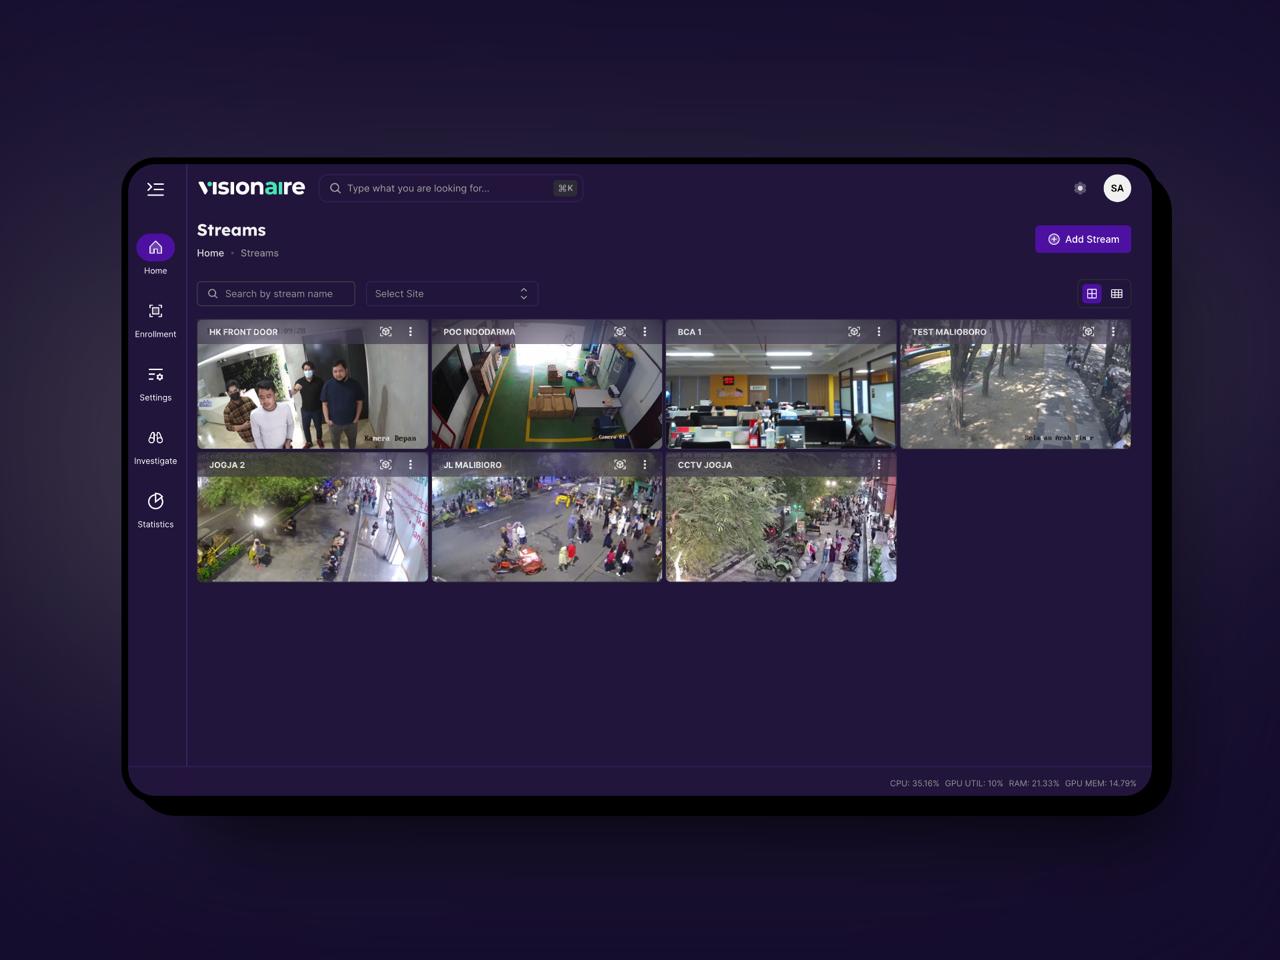 visionaire
Type what you are looking for...
⌘K
SA
Streams
Home • Streams
Add Stream
Search by stream name
Select Site
Home
Enrollment
Settings
Investigate
Statistics
HK FRONT DOOR
POC INDODARMA
BCA 1
TEST MALIOBORO
Kamera Depan
Camera 01
JOGJA 2
JL MALIBIORO
CCTV JOGJA
CPU: 35.16% GPU UTIL: 10% RAM: 21.33% GPU MEM: 14.79%